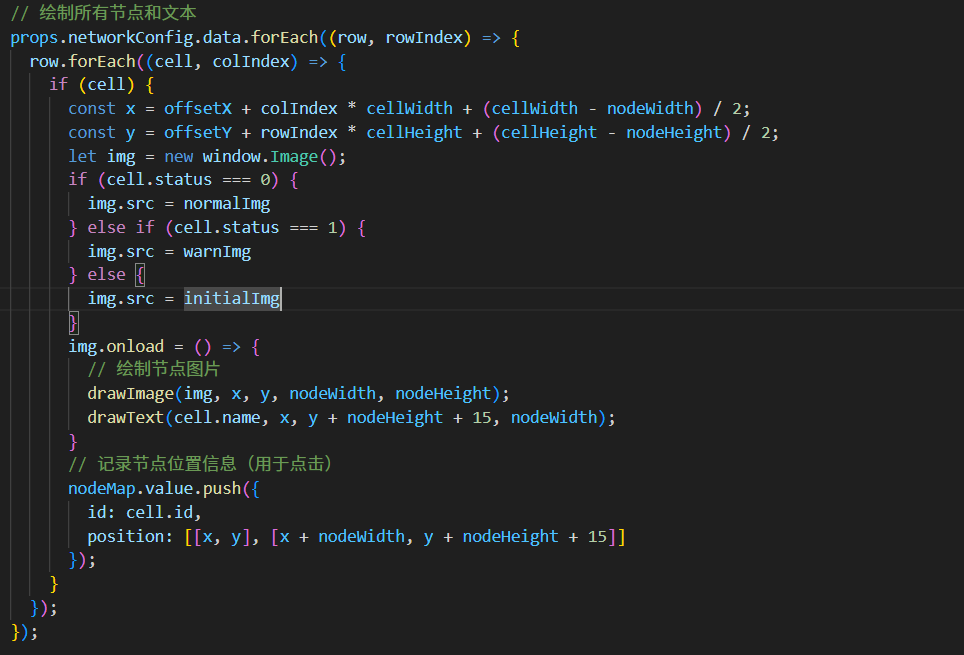 // 绘制所有节点和文本
props.networkConfig.data.forEach((row, rowIndex) => {
  row.forEach((cell, colIndex) => {
    if (cell) {
      const x = offsetX + colIndex * cellWidth + (cellWidth - nodeWidth) / 2;
      const y = offsetY + rowIndex * cellHeight + (cellHeight - nodeHeight) / 2;
      let img = new window.Image();
      if (cell.status === 0) {
        img.src = normalImg
      } else if (cell.status === 1) {
        img.src = warnImg
      } else {
        img.src = initialImg
      }
      img.onload = () => {
        // 绘制节点图片
        drawImage(img, x, y, nodeWidth, nodeHeight);
        drawText(cell.name, x, y + nodeHeight + 15, nodeWidth);
      }
      // 记录节点位置信息（用于点击）
      nodeMap.value.push({
        id: cell.id,
        position: [[x, y], [x + nodeWidth, y + nodeHeight + 15]]
      });
    }
  });
});